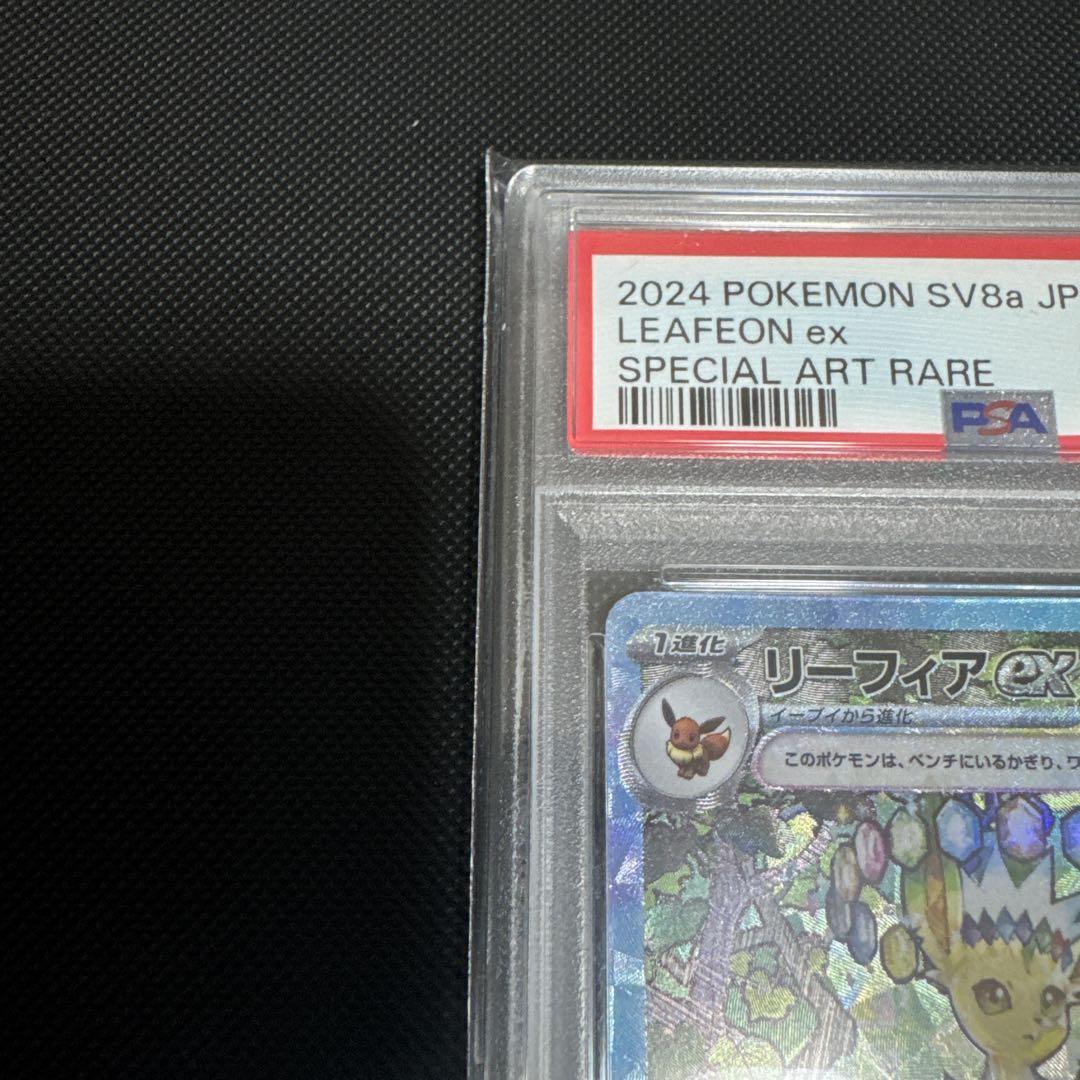 2024 POKEMON SV8a JP
LEAFEON ex
SPECIAL ART RARE
PSA
1進化
リーフィアex
イーブイから進化
このポケモンは、ベンチにいるかぎり、ワ